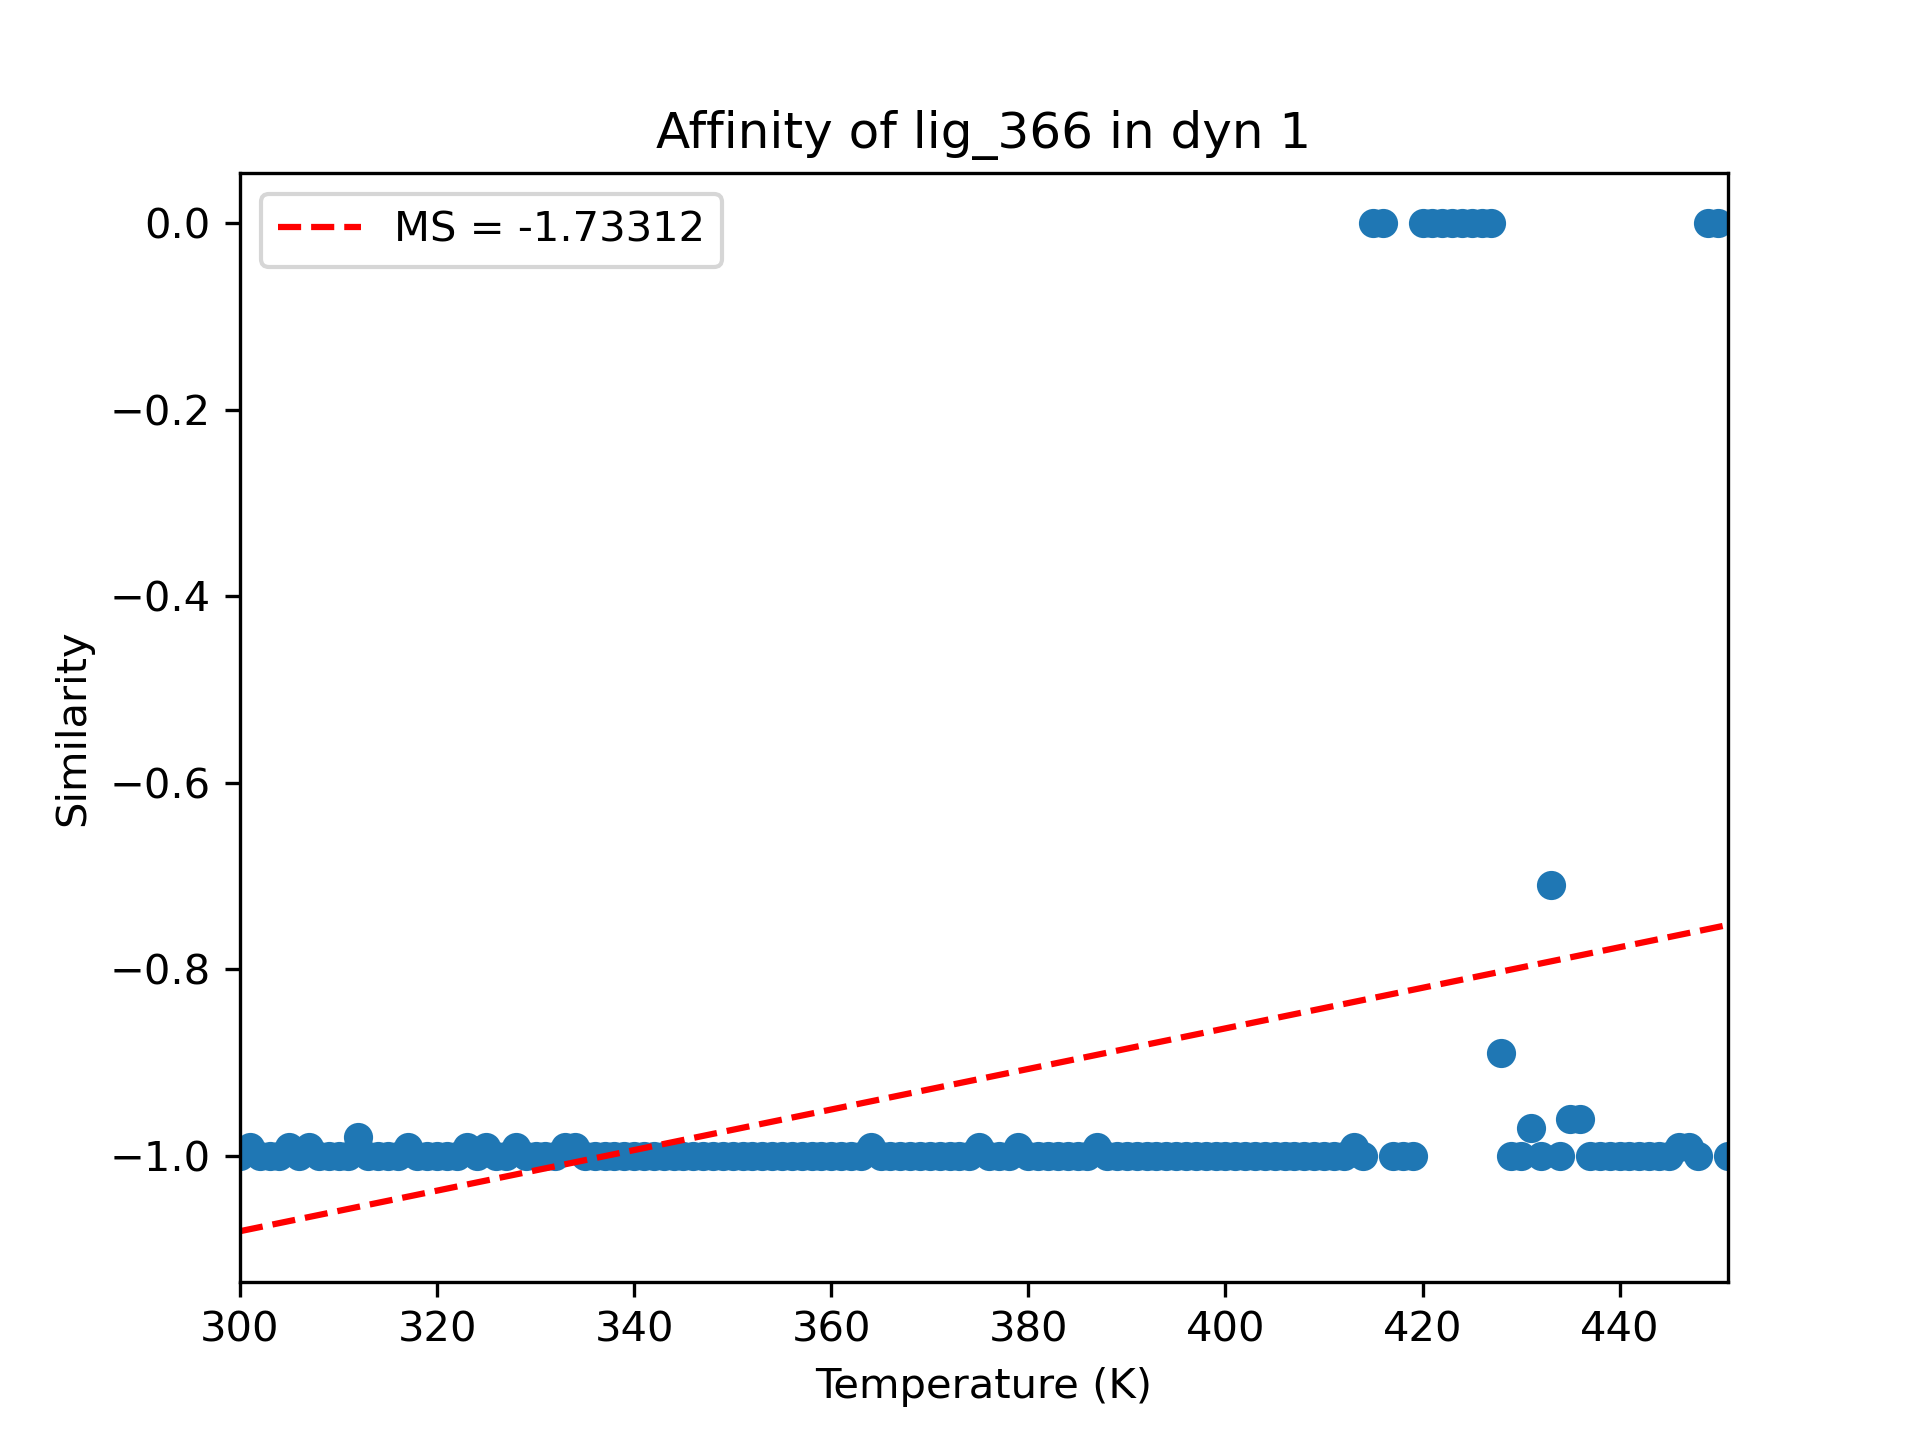 Affinity of lig_366 in dyn 1
MS = -1.73312
0.0
−0.2
−0.4
−0.6
−0.8
−1.0
Similarity
300 320 340 360 380 400 420 440
Temperature (K)